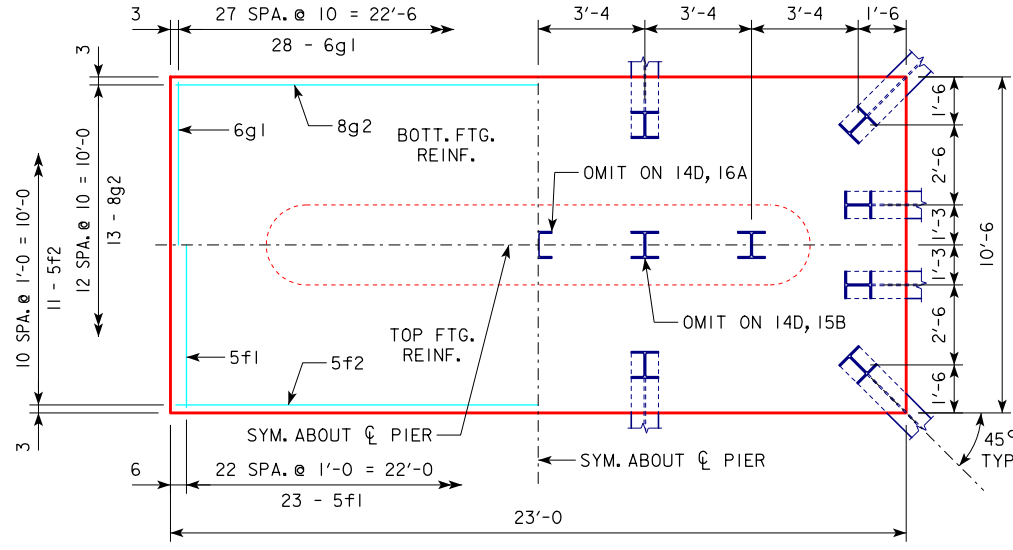 3
27 SPA. @ 10 = 22'-6
28 - 6g1
3'-4
3'-4
3'-4
1'-6
3
6g1
8g2
BOTT. FTG.
REINF.
OMIT ON 14D, 16A
10 SPA. @ 1'-0 = 10'-0
11 - 5f2
12 SPA. @ 10 = 10'-0
13 - 8g2
1'-6
2'-6
1'-3
1'-3
2'-6
1'-6
10'-6
OMIT ON 14D, 15B
TOP FTG.
REINF.
5f1
5f2
3
SYM. ABOUT ℄ PIER
SYM. ABOUT ℄ PIER
45°
TYP
6
22 SPA. @ 1'-0 = 22'-0
23 - 5f1
23'-0